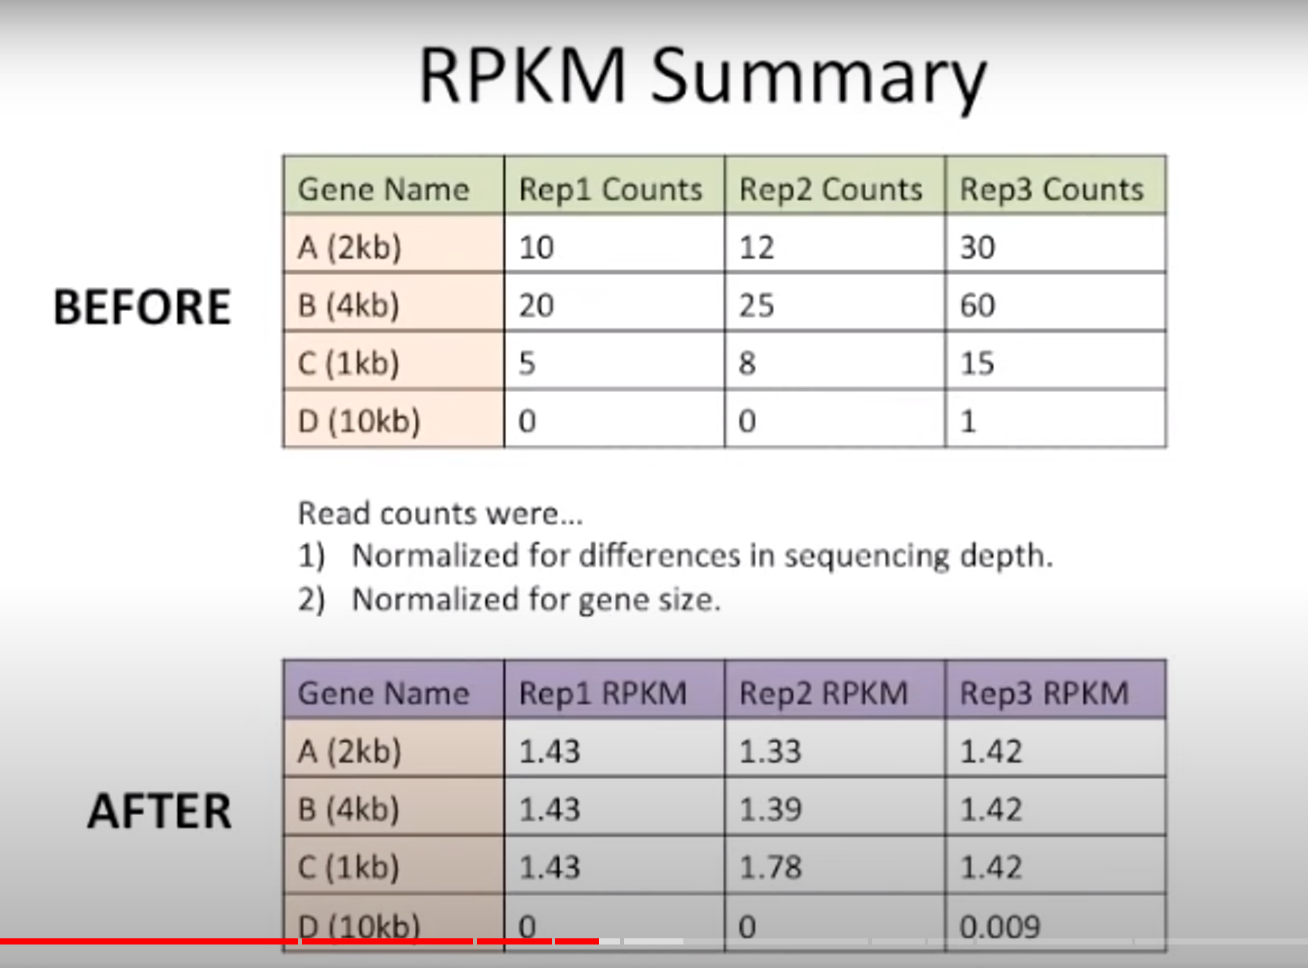 RPKM Summary
BEFORE
Gene Name Rep1 Counts Rep2 Counts Rep3 Counts
A (2kb) 10 12 30
B (4kb) 20 25 60
C (1kb) 5 8 15
D (10kb) 0 0 1
Read counts were...
1) Normalized for differences in sequencing depth.
2) Normalized for gene size.
AFTER
Gene Name Rep1 RPKM Rep2 RPKM Rep3 RPKM
A (2kb) 1.43 1.33 1.42
B (4kb) 1.43 1.39 1.42
C (1kb) 1.43 1.78 1.42
D (10kb) 0 0 0.009